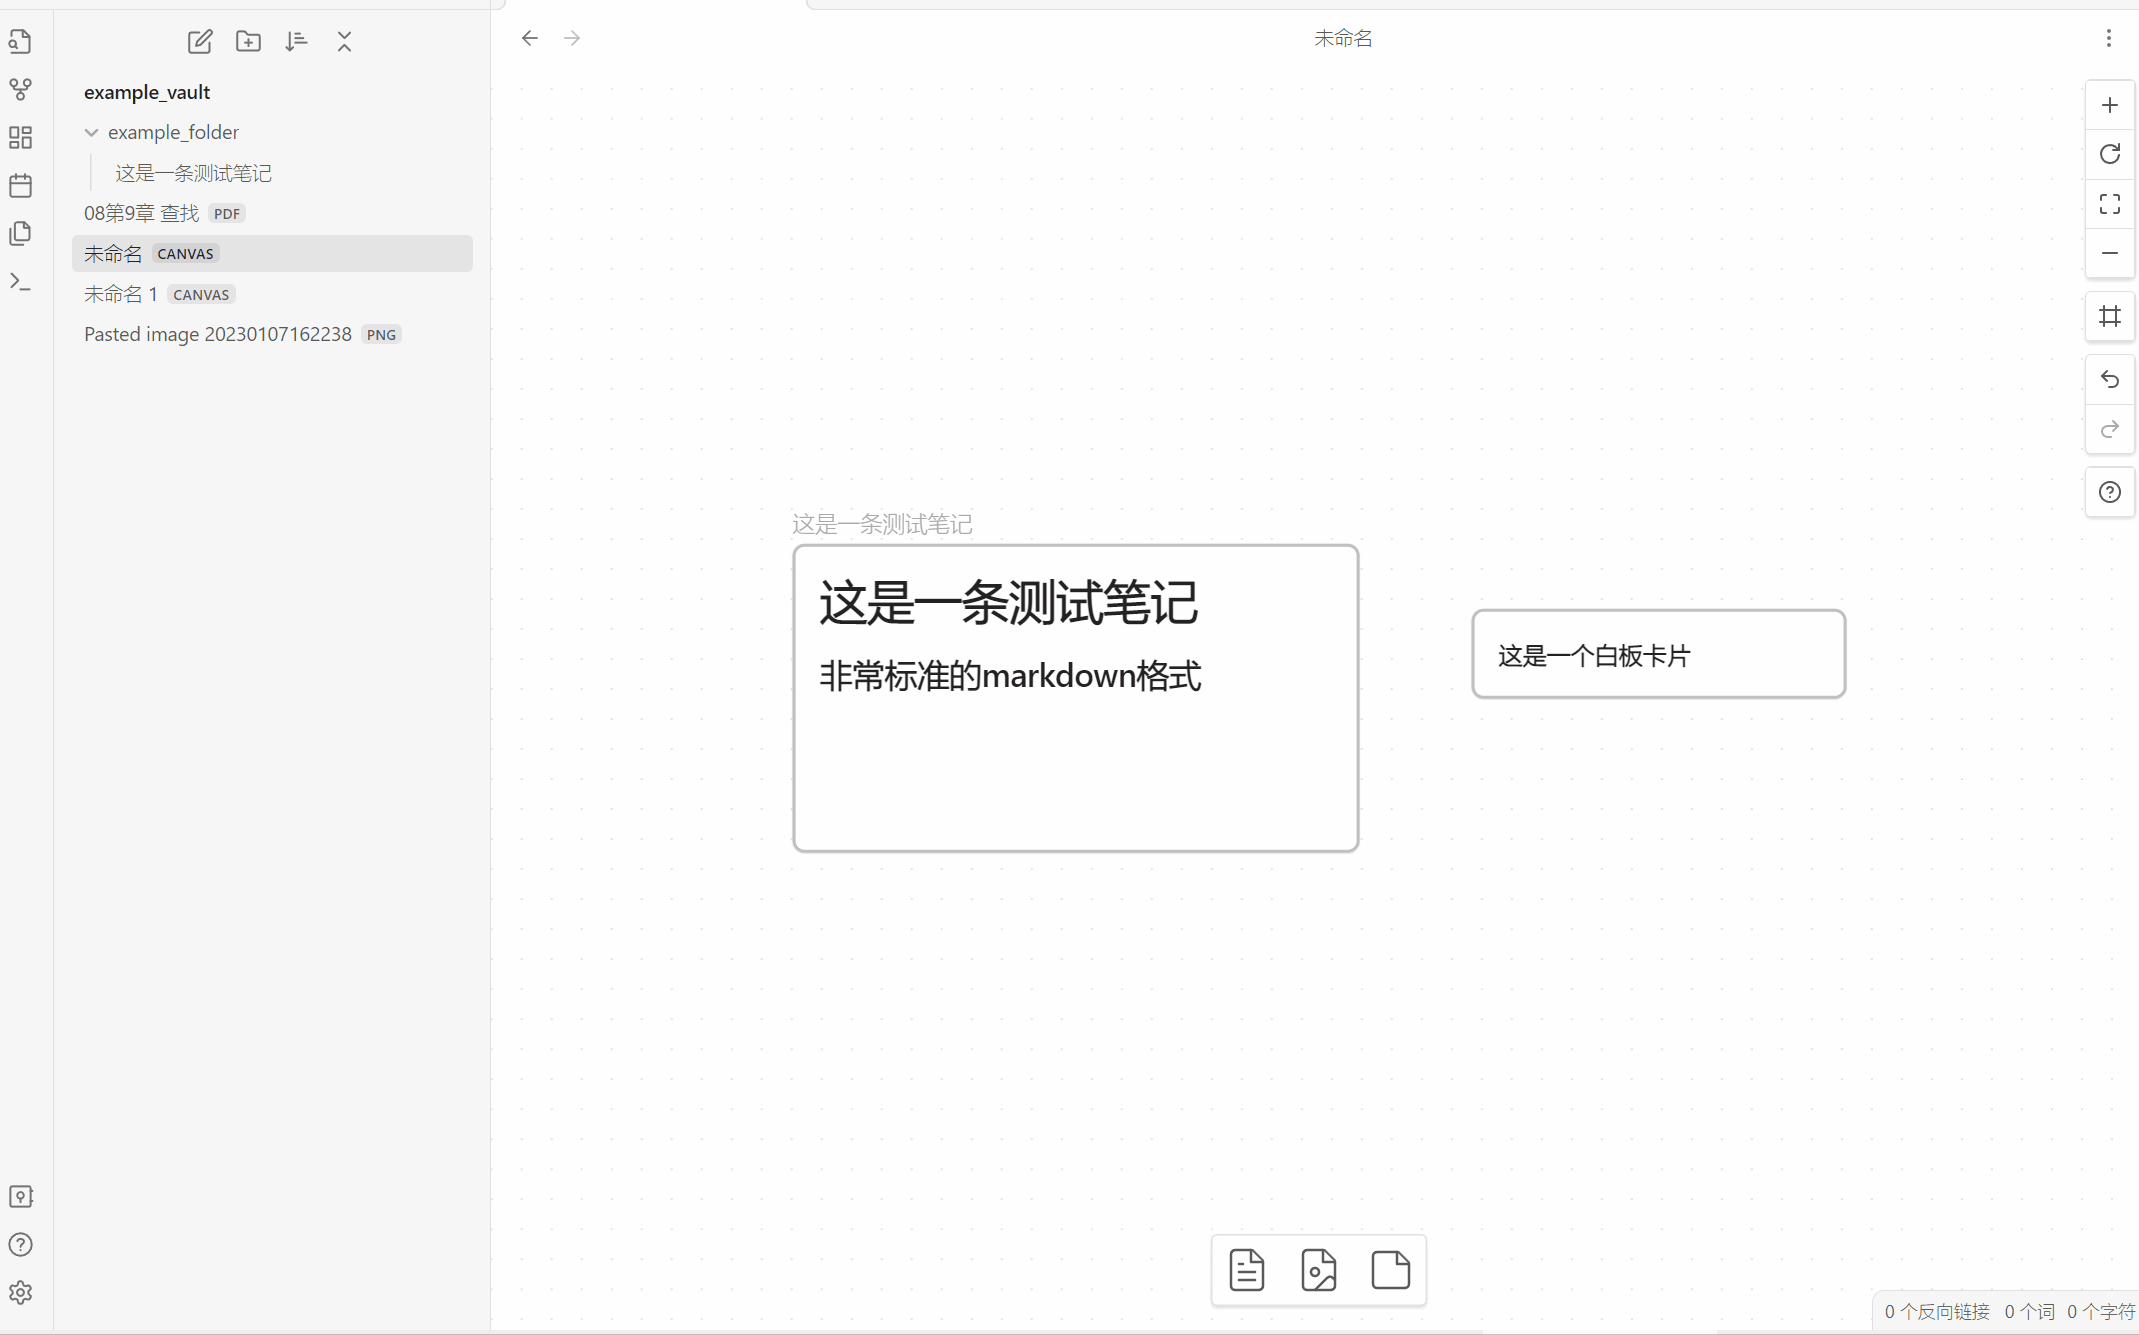 未命名
example_vault
example_folder
这是一条测试笔记
08第9章 查找 PDF
未命名 CANVAS
未命名 1 CANVAS
Pasted image 20230107162238 PNG
这是一条测试笔记
这是一条测试笔记
非常标准的markdown格式
这是一个白板卡片
0 个反向链接 0 个词 0 个字符